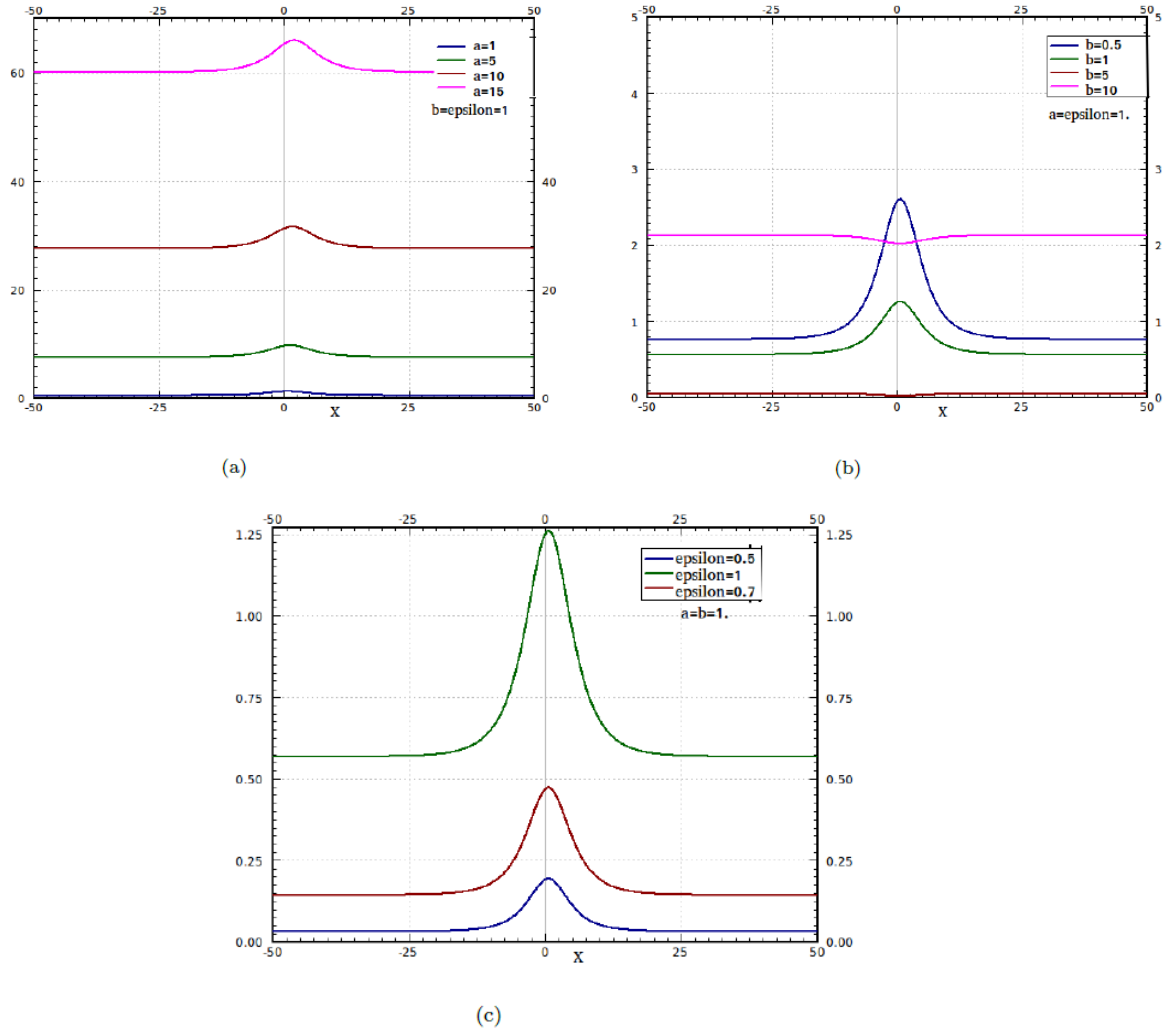 -50 -25 0 25 50
60
40 40
20 20
0 0
-50 -25 0 25 50
x
a=1
a=5
a=10
a=15
b=epsilon=1
(a)
-50 -25 0 25 50
5 5
4 4
3 3
2 2
1 1
0 0
-50 -25 0 25 50
x
b=0.5
b=1
b=5
b=10
a=epsilon=1.
(b)
-50 -25 0 25 50
1.25 1.25
1.00 1.00
0.75 0.75
0.50 0.50
0.25 0.25
0.00 0.00
-50 -25 0 25 50
x
epsilon=0.5
epsilon=1
epsilon=0.7
a=b=1.
(c)